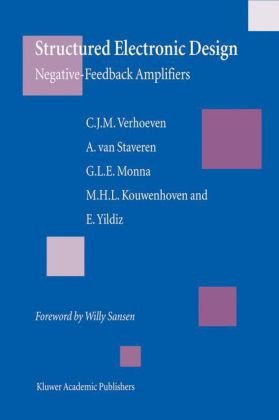 Structured Electronic Design
Negative-Feedback Amplifiers
C.J.M. Verhoeven
A. van Staveren
G.L.E. Monna
M.H.L. Kouwenhoven and
E. Yildiz
Foreword by Willy Sansen
Kluwer Academic Publishers